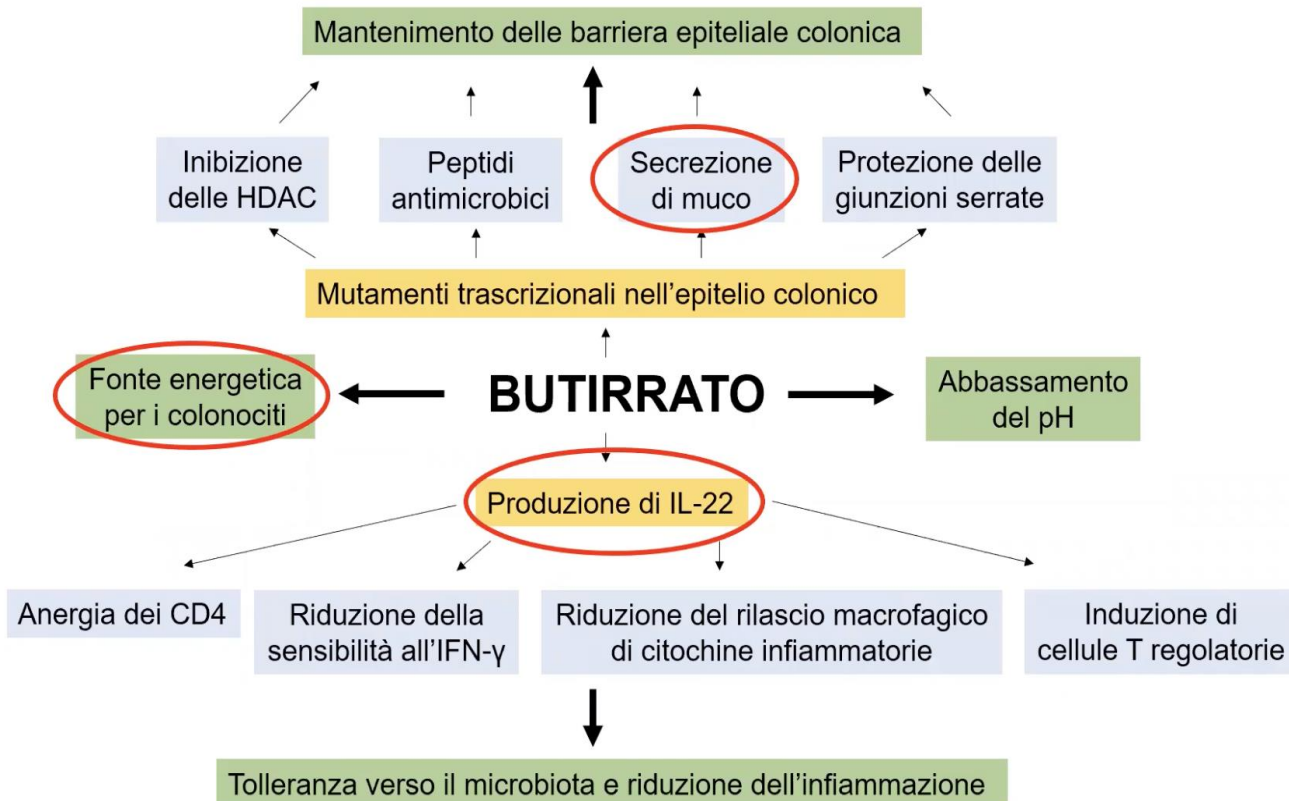 Mantenimento delle barriera epiteliale colonica
Inibizione
delle HDAC
Peptidi
antimicrobici
Secrezione
di muco
Protezione delle
giunzioni serrate
Mutamenti trascrizionali nell'epitelio colonico
Fonte energetica
per i colonociti
BUTIRRATO
Abbassamento
del pH
Produzione di IL-22
Anergia dei CD4
Riduzione della
sensibilità all'IFN-γ
Riduzione del rilascio macrofagico
di citochine infiammatorie
Induzione di
cellule T regolatorie
Tolleranza verso il microbiota e riduzione dell'infiammazione